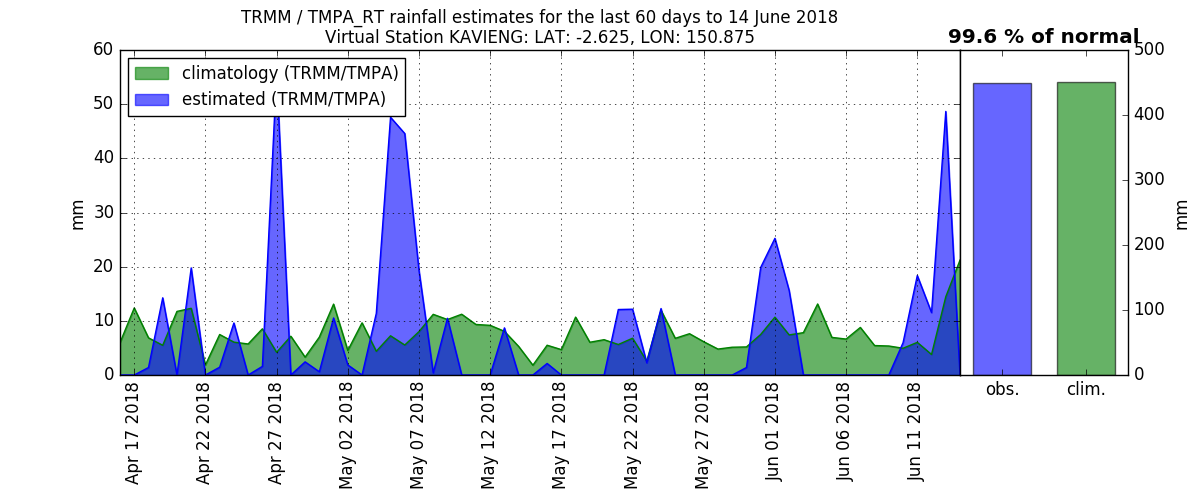 TRMM / TMPA_RT rainfall estimates for the last 60 days to 14 June 2018
Virtual Station KAVIENG: LAT: -2.625, LON: 150.875
99.6 % of normal
climatology (TRMM/TMPA)
estimated (TRMM/TMPA)
60
50
40
30
20
10
0
mm
500
400
300
200
100
0
mm
Apr 17 2018
Apr 22 2018
Apr 27 2018
May 02 2018
May 07 2018
May 12 2018
May 17 2018
May 22 2018
May 27 2018
Jun 01 2018
Jun 06 2018
Jun 11 2018
obs.
clim.